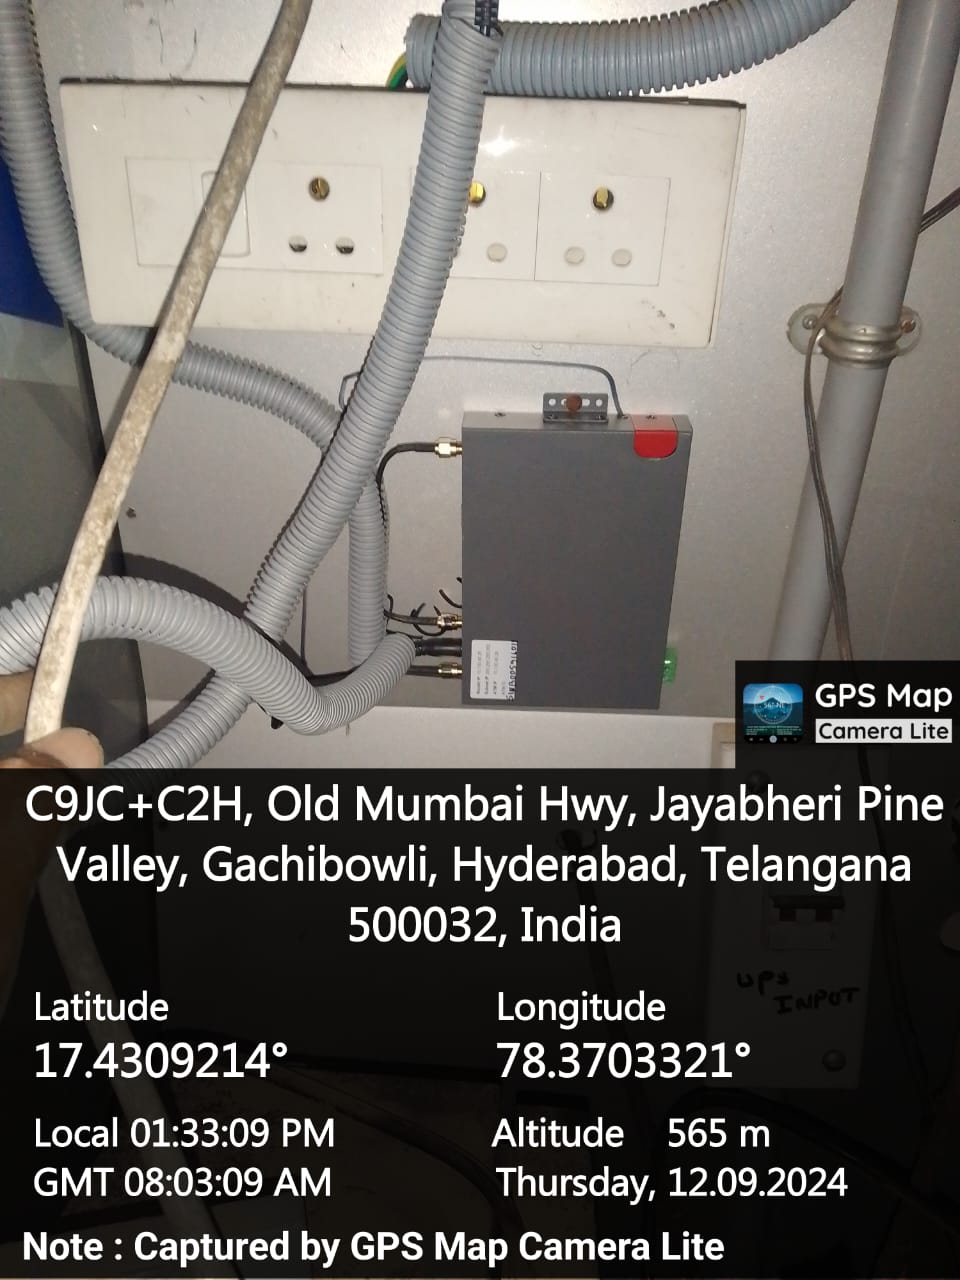 GPS Map
Camera Lite
C9JC+C2H, Old Mumbai Hwy, Jayabheri Pine
Valley, Gachibowli, Hyderabad, Telangana
500032, India
UPS
INPUT
Latitude
Longitude
17.4309214°
78.3703321°
Local 01:33:09 PM
Altitude 565 m
GMT 08:03:09 AM
Thursday, 12.09.2024
Note : Captured by GPS Map Camera Lite